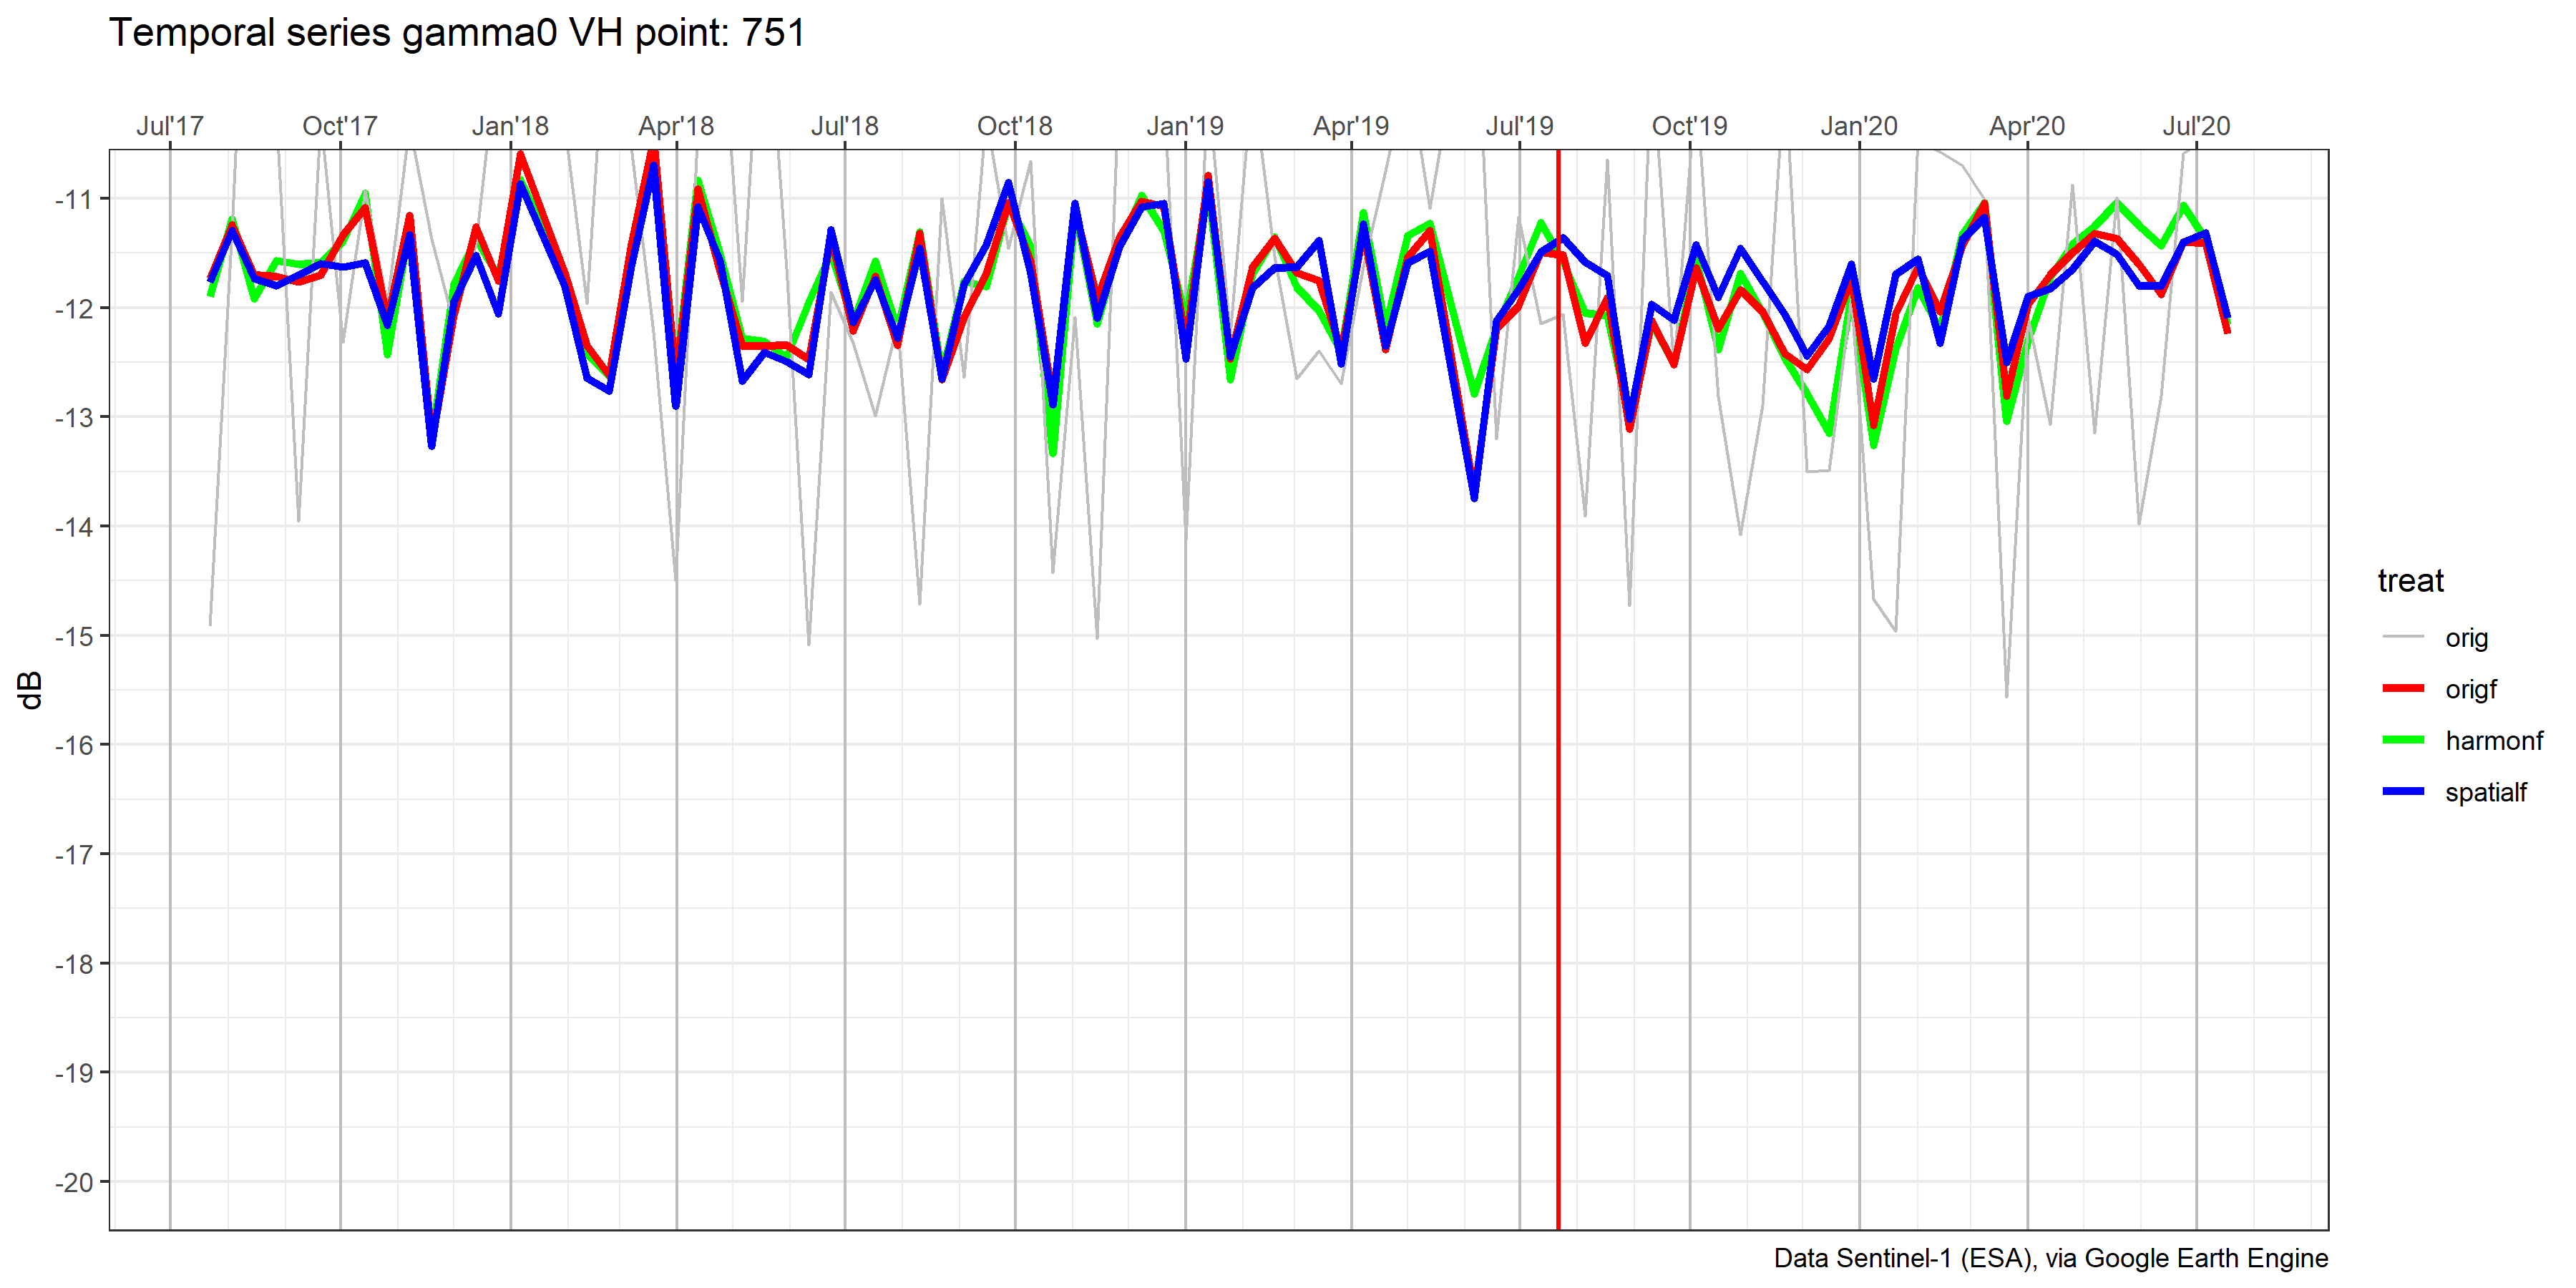 Temporal series gamma0 VH point: 751
Jul'17 Oct'17 Jan'18 Apr'18 Jul'18 Oct'18 Jan'19 Apr'19 Jul'19 Oct'19 Jan'20 Apr'20 Jul'20
-11
-12
-13
-14
-15
-16
-17
-18
-19
-20
dB
treat
orig
origf
harmonf
spatialf
Data Sentinel-1 (ESA), via Google Earth Engine